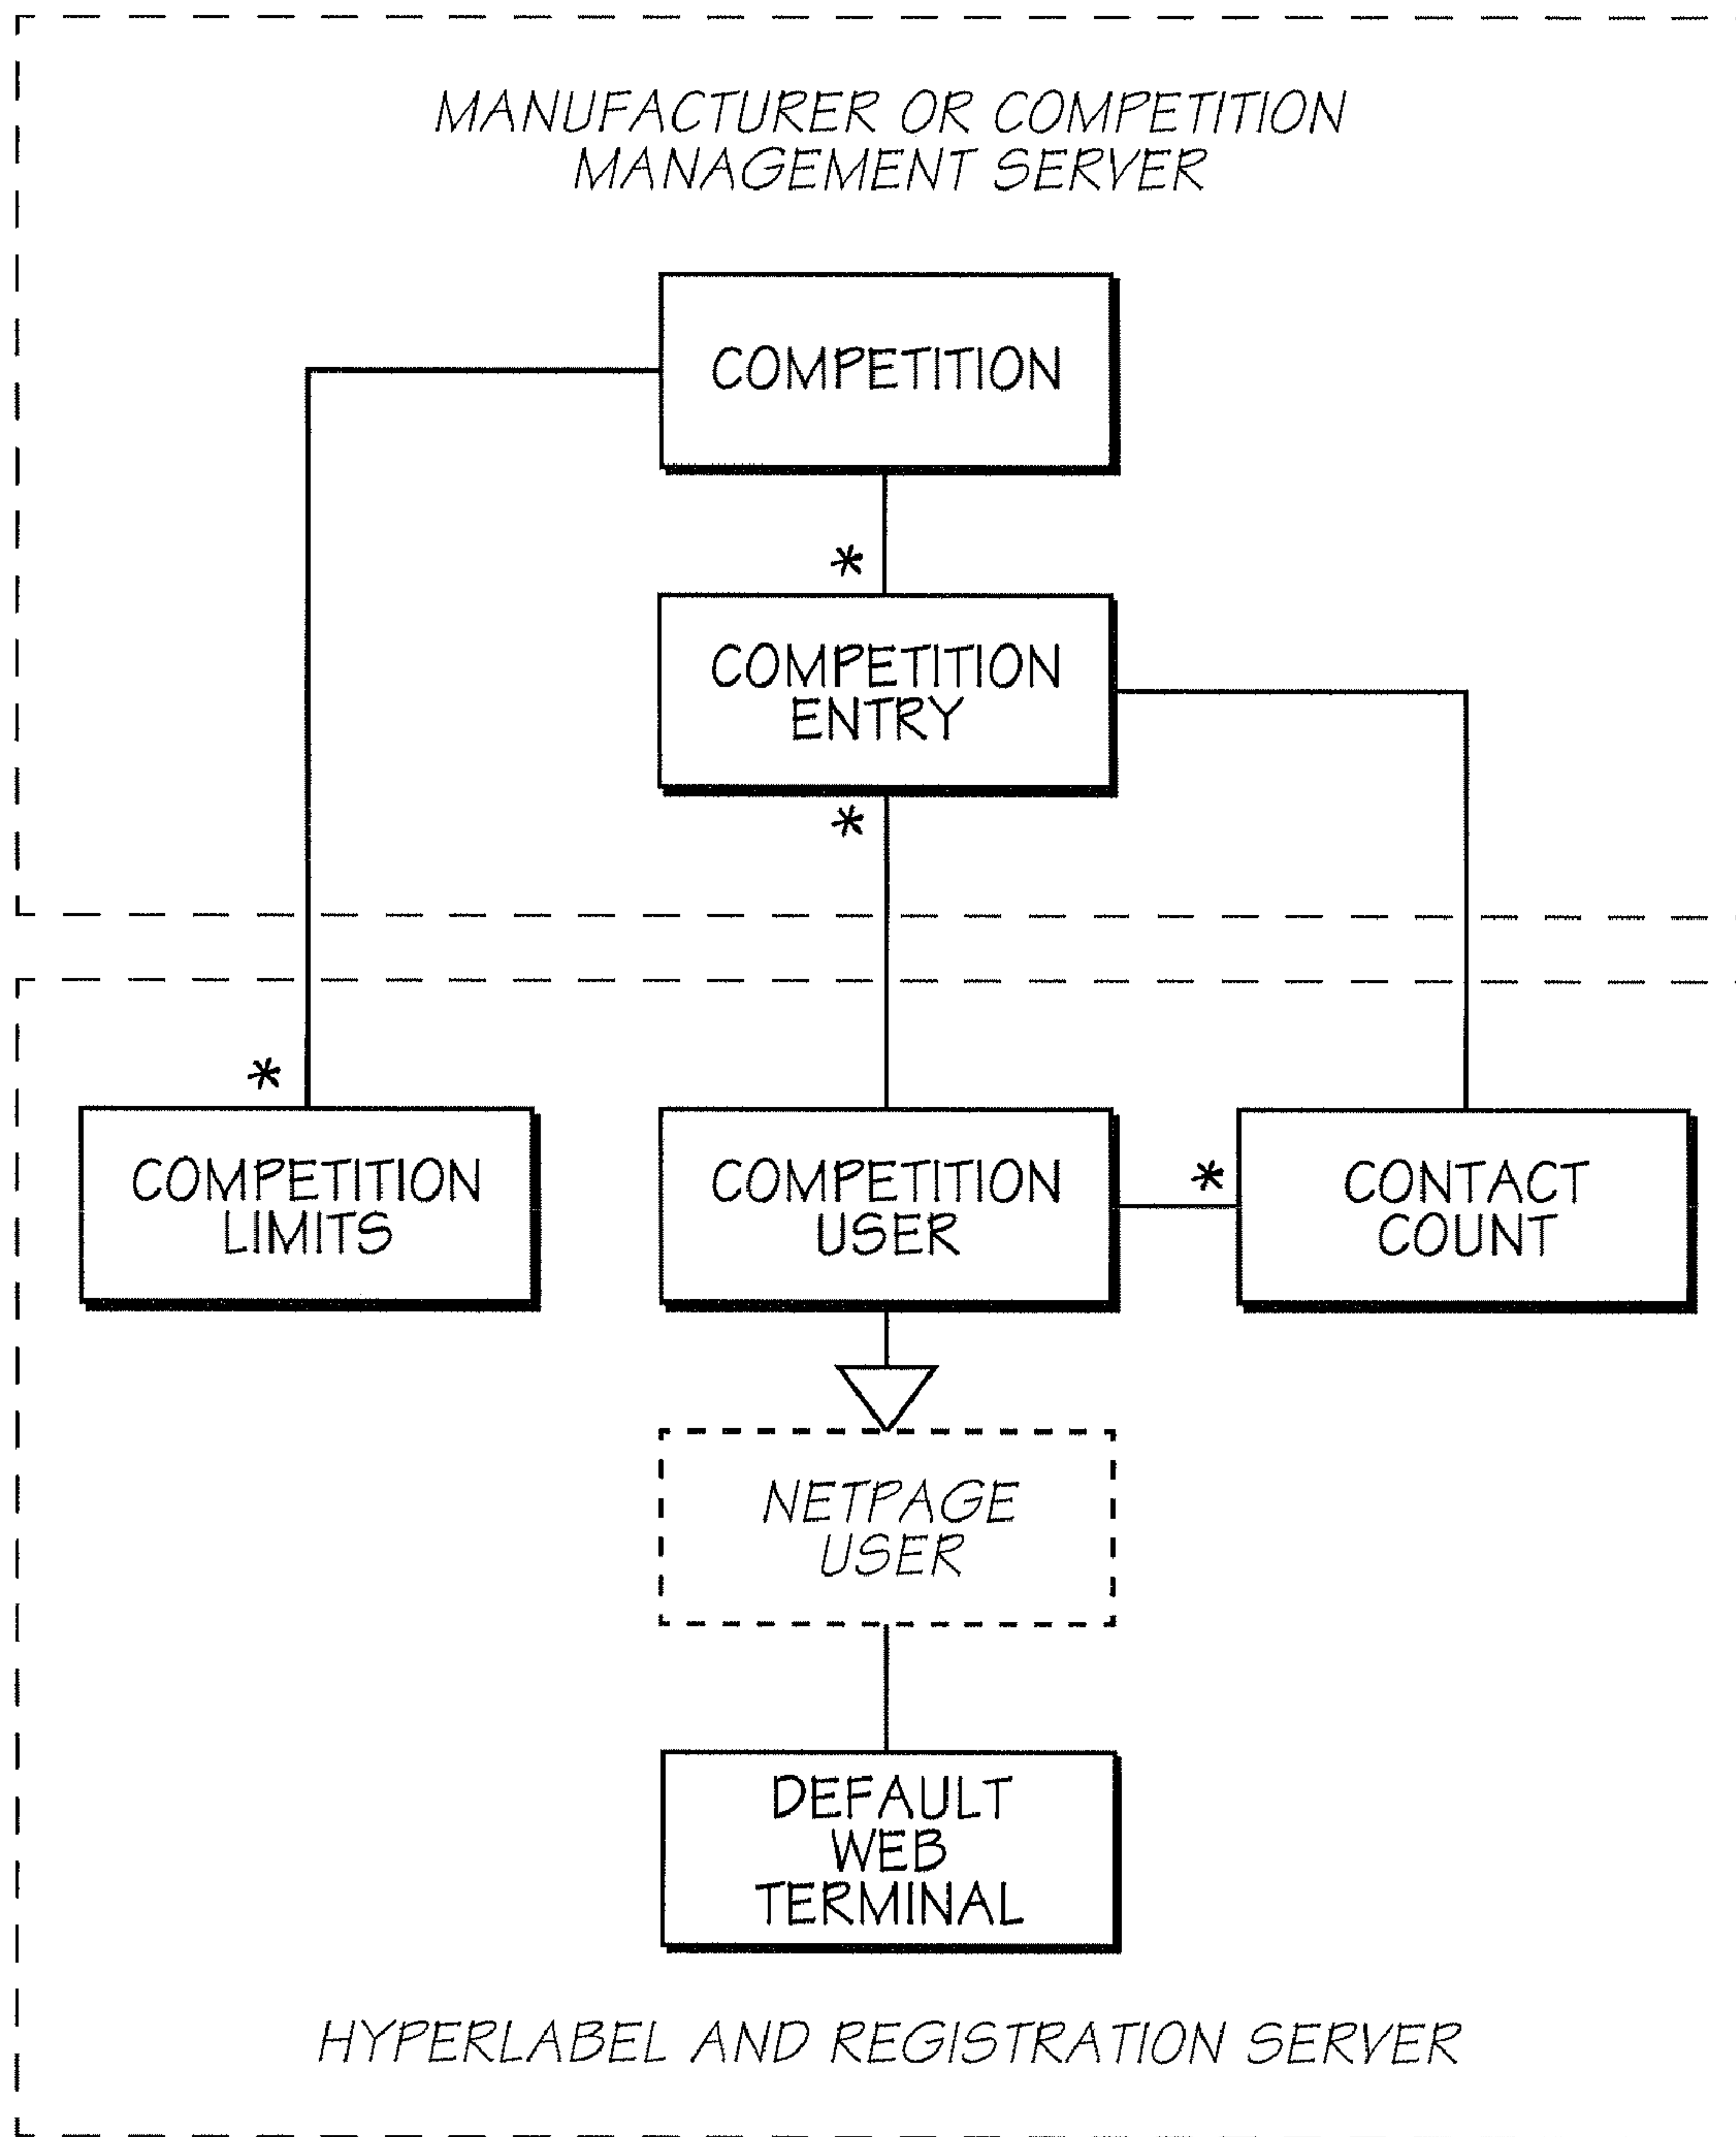 MANUFACTURER OR COMPETITION
MANAGEMENT SERVER
COMPETITION
*
COMPETITION
ENTRY
*
*
COMPETITION
LIMITS
COMPETITION
USER
*
CONTACT
COUNT
NETPAGE
USER
DEFAULT
WEB
TERMINAL
HYPERLABEL AND REGISTRATION SERVER